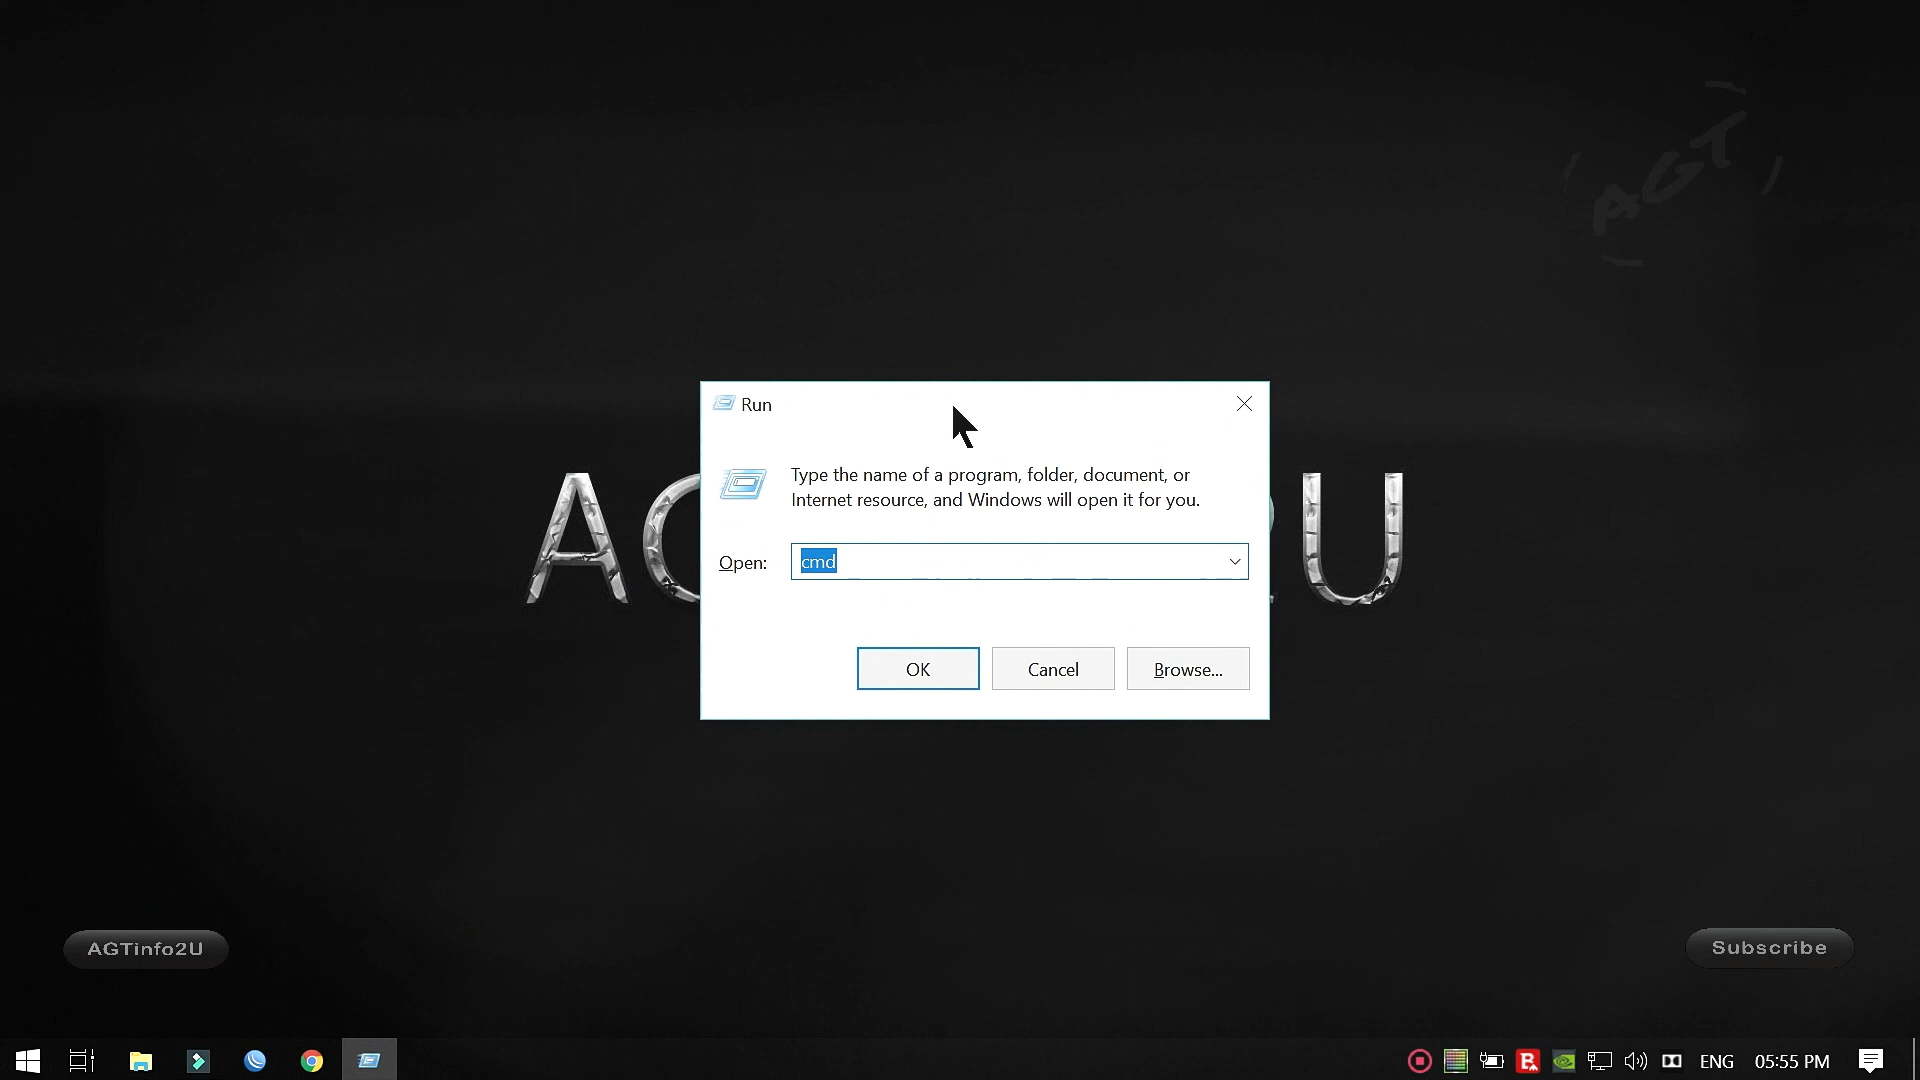 AGT
Run
Type the name of a program, folder, document, or
Internet resource, and Windows will open it for you.
Open: cmd
OK Cancel Browse...
AGTinfo2U Subscribe
ENG 05:55 PM